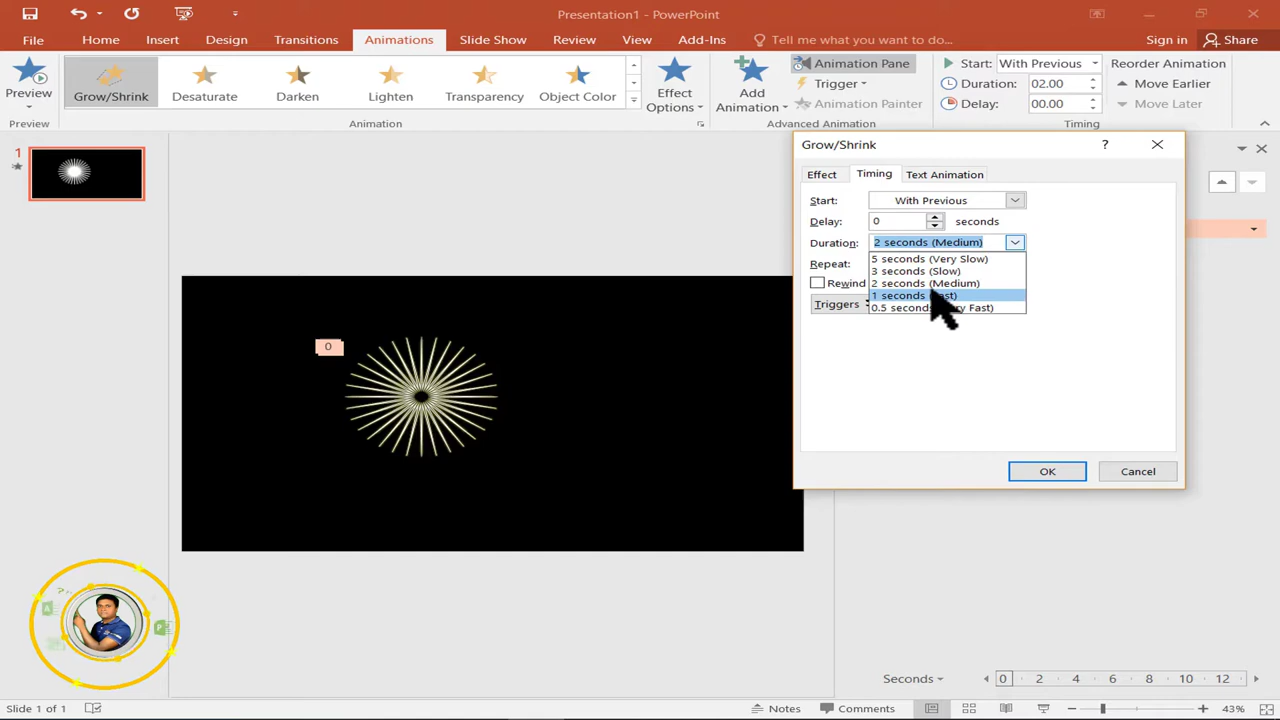 Presentation1 - PowerPoint
File Home Insert Design Transitions Animations Slide Show Review View Add-Ins Tell me what you want to do... Sign in Share
Preview
Grow/Shrink Desaturate Darken Lighten Transparency Object Color
Effect Options
Add Animation
Animation Pane
Trigger
Animation Painter
Start: With Previous
Duration: 02.00
Delay: 00.00
Reorder Animation
Move Earlier
Move Later
Preview Animation Advanced Animation Timing
1
0
Grow/Shrink ?
Effect Timing Text Animation
Start: With Previous
Delay: 0 seconds
Duration: 2 seconds (Medium)
5 seconds (Very Slow)
3 seconds (Slow)
2 seconds (Medium)
1 seconds
0.5 seconds Fast)
Repeat:
Rewind
Triggers
OK Cancel
Seconds 0 2 4 6 8 10 12
Slide 1 of 1 Notes Comments 43%